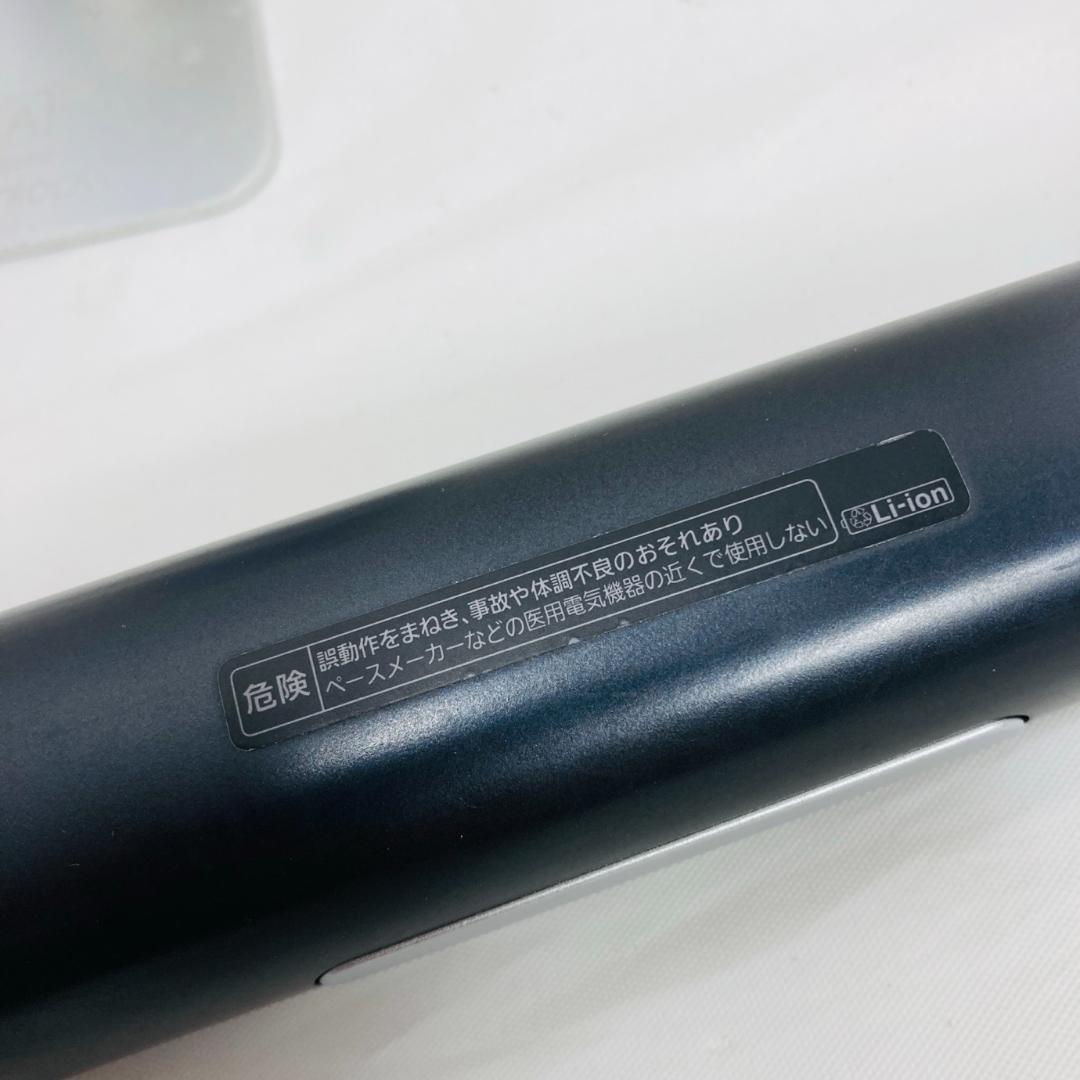 危険
誤動作をまねき、事故や体調不良のおそれあり
ペースメーカーなどの医用電気機器の近くで使用しない
Li-ion